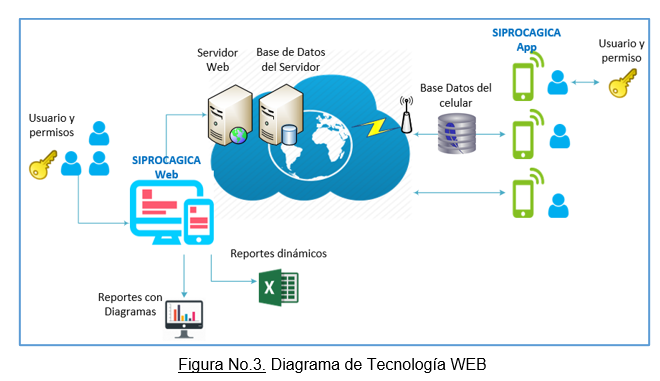 Usuario y
permisos
SIPROCAGICA
Web
Servidor
Web
Base de Datos
del Servidor
Base Datos del
celular
SIPROCAGICA
App
Usuario y
permiso
Reportes dinámicos
X
Reportes con
Diagramas
Figura No.3. Diagrama de Tecnología WEB